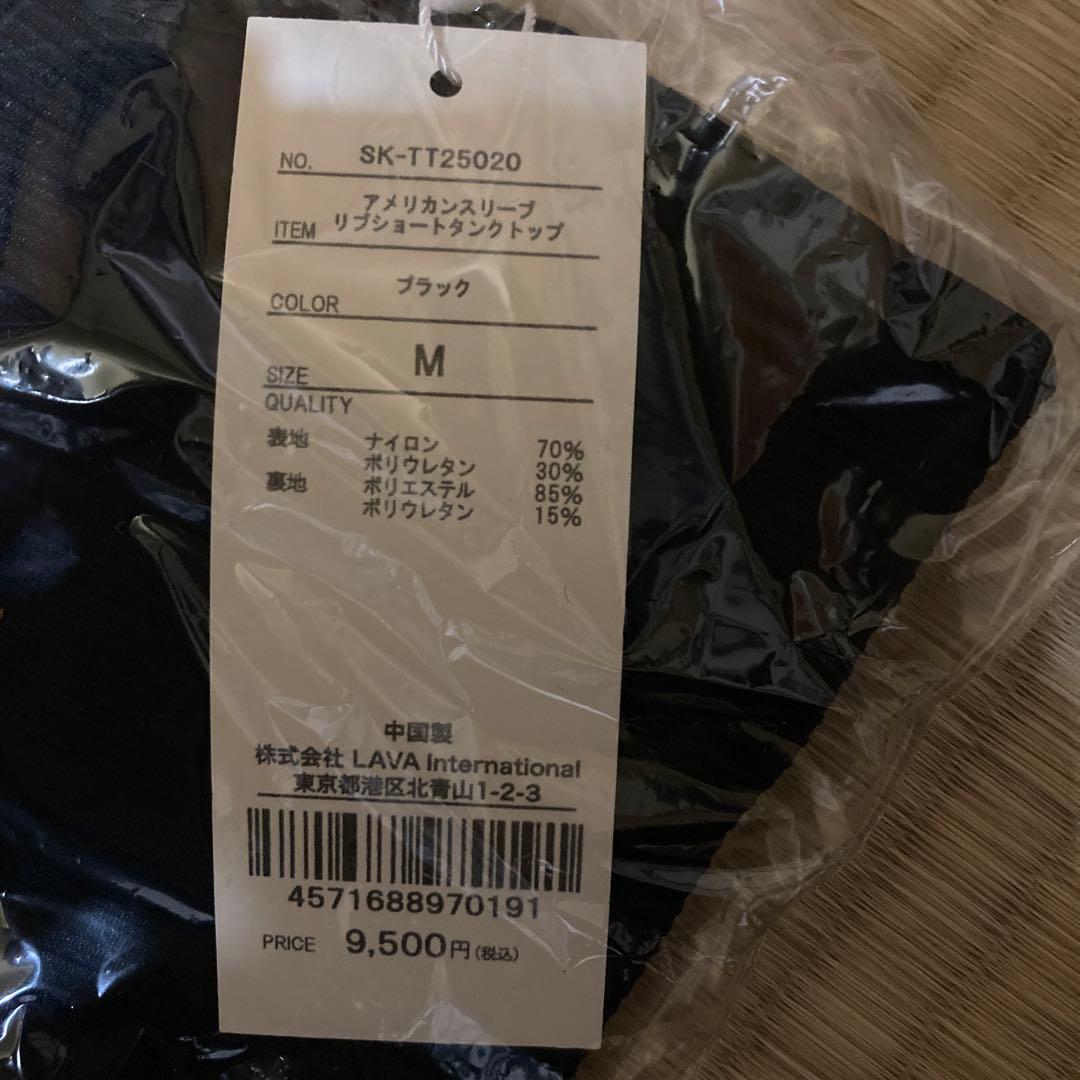 NO. SK-TT25020
アメリカンスリーブ
ITEM リブショートタンクトップ
COLOR ブラック
SIZE M
QUALITY
表地 ナイロン 70%
ポリウレタン 30%
裏地 ポリエステル 85%
ポリウレタン 15%
中国製
株式会社 LAVA International
東京都港区北青山1-2-3
4571688970191
PRICE 9,500円(税込)